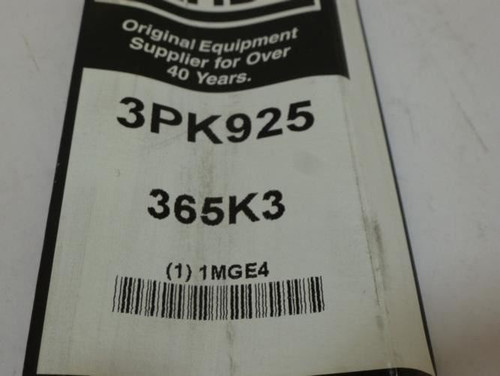 Original Equipment
Supplier for Over
40 Years.
3PK925
365K3
(1) 1MGE4